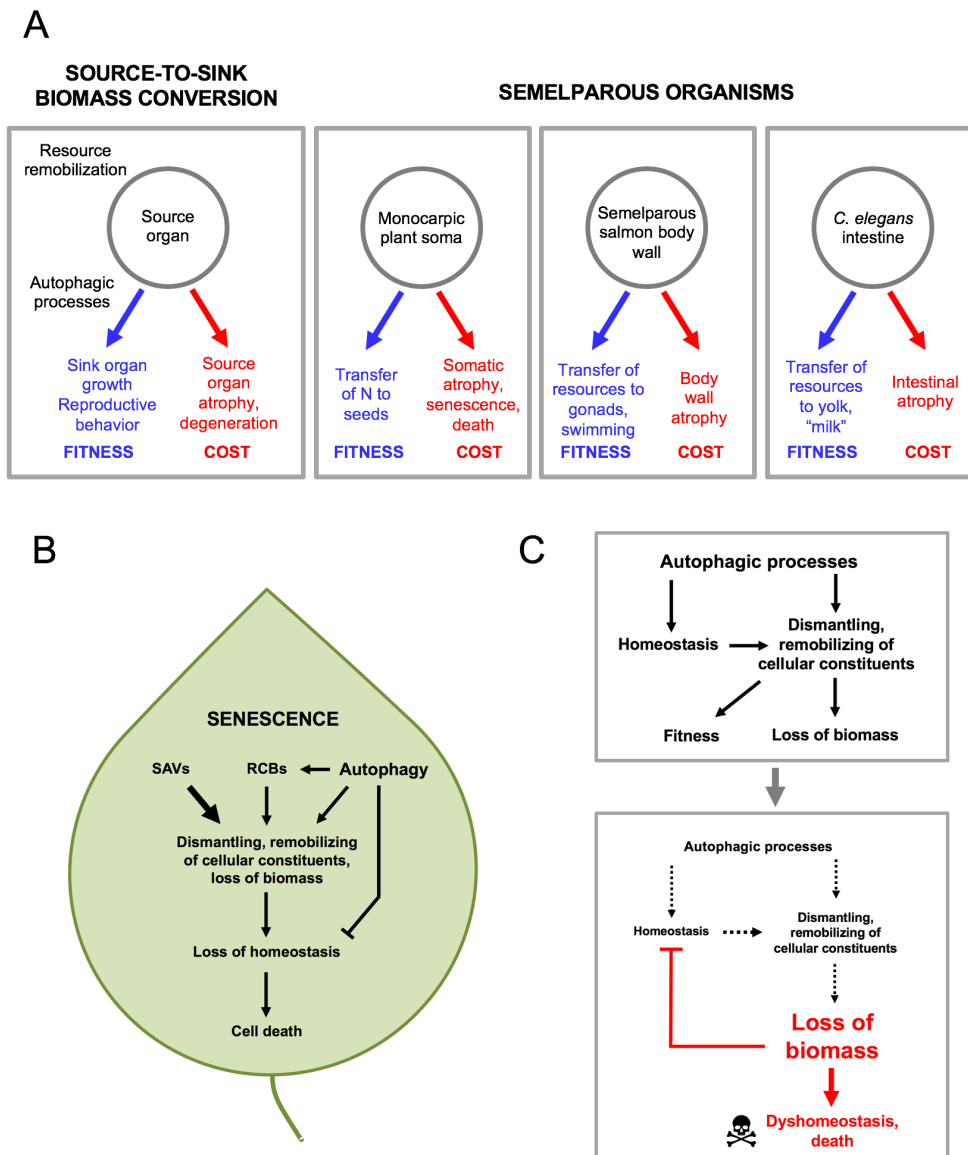 A
SOURCE-TO-SINK
BIOMASS CONVERSION
SEMELPAROUS ORGANISMS
Resource
remobilization
Source
organ
Autophagic
processes
Sink organ
growth
Reproductive
behavior
FITNESS
Source
organ
atrophy,
degeneration
COST
Monocarpic
plant soma
Transfer
of N to
seeds
FITNESS
Somatic
atrophy,
senescence,
death
COST
Semelparous
salmon body
wall
Transfer of
resources to
gonads,
swimming
FITNESS
Body
wall
atrophy
COST
C. elegans
intestine
Transfer of
resources
to yolk,
“milk”
FITNESS
Intestinal
atrophy
COST
B
SENESCENCE
SAVs
RCBs
Autophagy
Dismantling, remobilizing
of cellular constituents,
loss of biomass
Loss of homeostasis
Cell death
C
Autophagic processes
Homeostasis
Dismantling,
remobilizing of
cellular constituents
Fitness
Loss of biomass
Autophagic processes
Homeostasis
Dismantling,
remobilizing of
cellular constituents
Loss of
biomass
Dyshomeostasis,
death